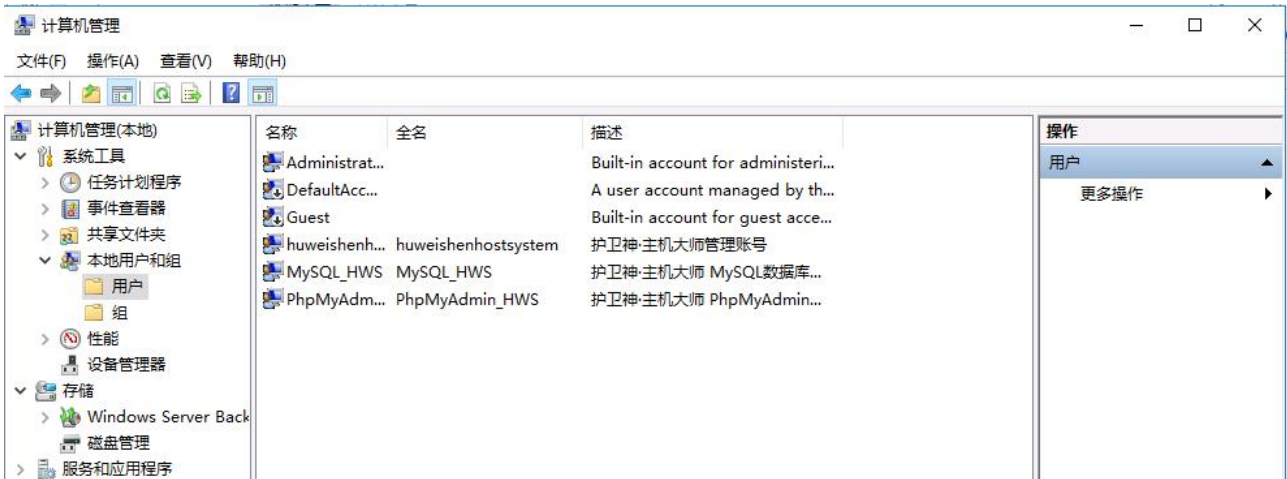 计算机管理
文件(F) 操作(A) 查看(V) 帮助(H)
计算机管理(本地)
系统工具
任务计划程序
事件查看器
共享文件夹
本地用户和组
用户
组
性能
设备管理器
存储
Windows Server Back
磁盘管理
服务和应用程序
名称 全名 描述
Administrat... Built-in account for administeri...
DefaultAcc... A user account managed by th...
Guest Built-in account for guest acce...
huweishenh... huweishenhostsystem 护卫神·主机大师管理账号
MySQL_HWS MySQL_HWS 护卫神·主机大师 MySQL数据库...
PhpMyAdm... PhpMyAdmin_HWS 护卫神·主机大师 PhpMyAdmin...
操作
用户
更多操作